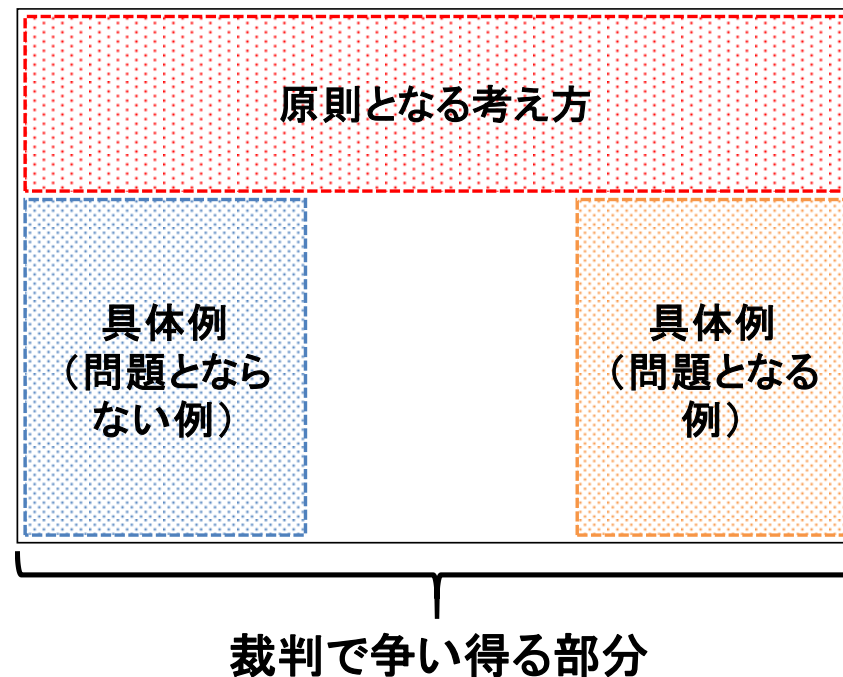 原則となる考え方
具体例
（問題となら
ない例）
具体例
（問題となる
例）
裁判で争い得る部分